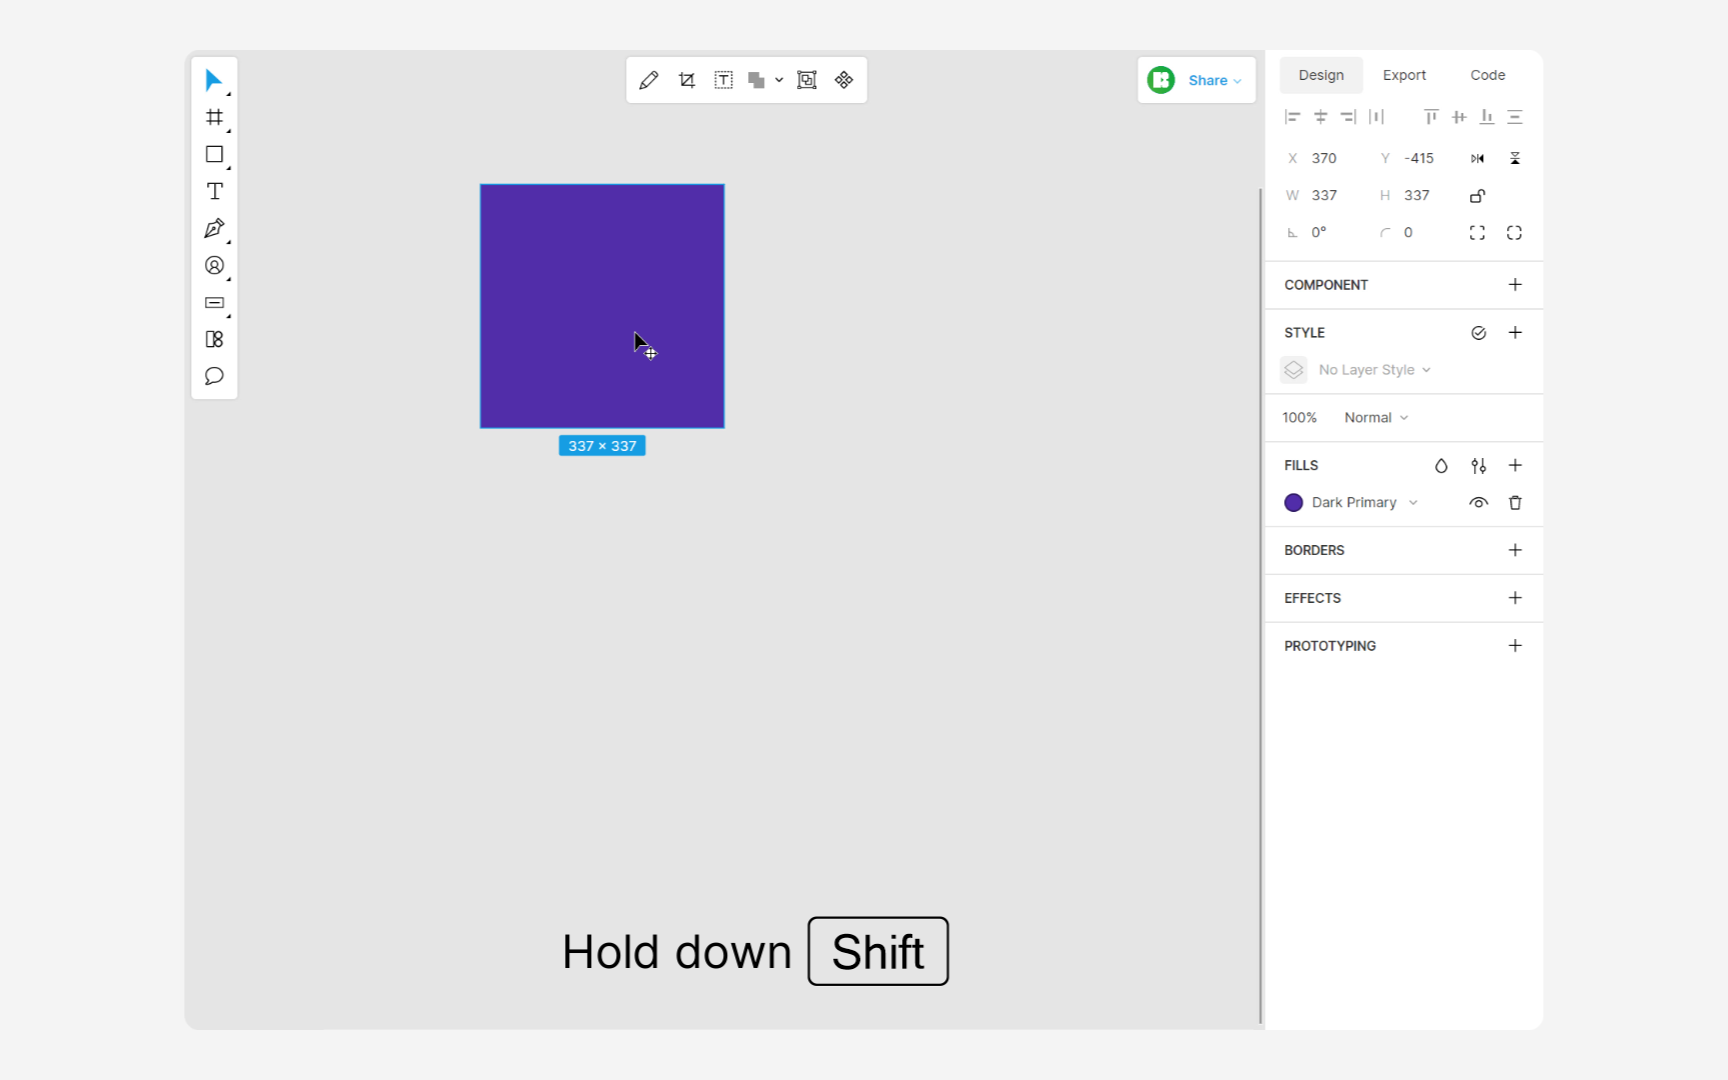 Share
Design Export Code
X 370 Y -415
W 337 H 337
0° 0
COMPONENT
STYLE
No Layer Style
100% Normal
FILLS
Dark Primary
BORDERS
EFFECTS
PROTOTYPING
337 × 337
Hold down Shift